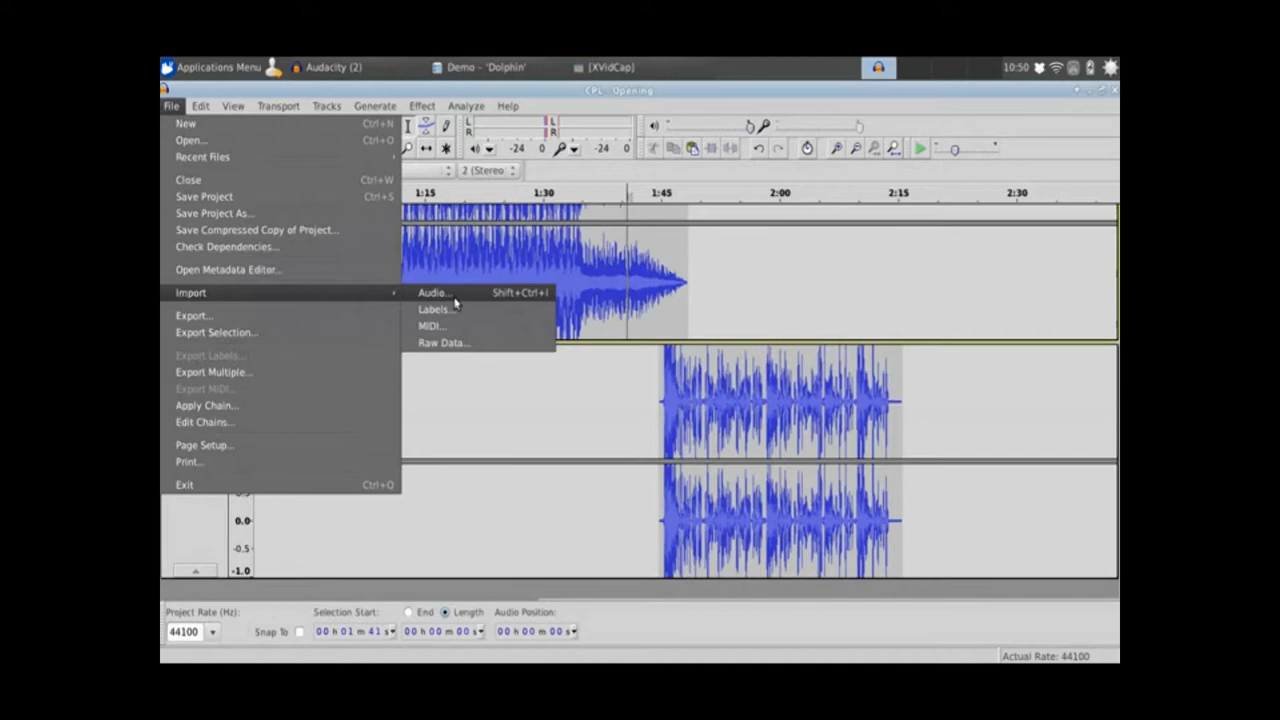 Applications Menu Audacity (2) Demo - 'Dolphin' [XVidCap] 10:50
CPL- Opening
File Edit View Transport Tracks Generate Effect Analyze Help
New Ctrl+N
Open... Ctrl+O
Recent Files
Close Ctrl+W
Save Project Ctrl+S
Save Project As...
Save Compressed Copy of Project...
Check Dependencies...
Open Metadata Editor...
Import
Export...
Export Selection...
Export Labels...
Export Multiple...
Export MIDI...
Apply Chain...
Edit Chains...
Page Setup...
Print...
Exit Ctrl+Q
Audio... Shift+Ctrl+I
Labels...
MIDI...
Raw Data...
L L
R R
-24 0 -24 0
2 (Stereo
1:15 1:30 1:45 2:00 2:15 2:30
0.0
-0.5
-1.0
Project Rate (Hz): Selection Start: End Length Audio Position:
44100 Snap To 00 h 01 m 41 s 00 h 00 m 00 s 00 h 00 m 00 s
Actual Rate: 44100